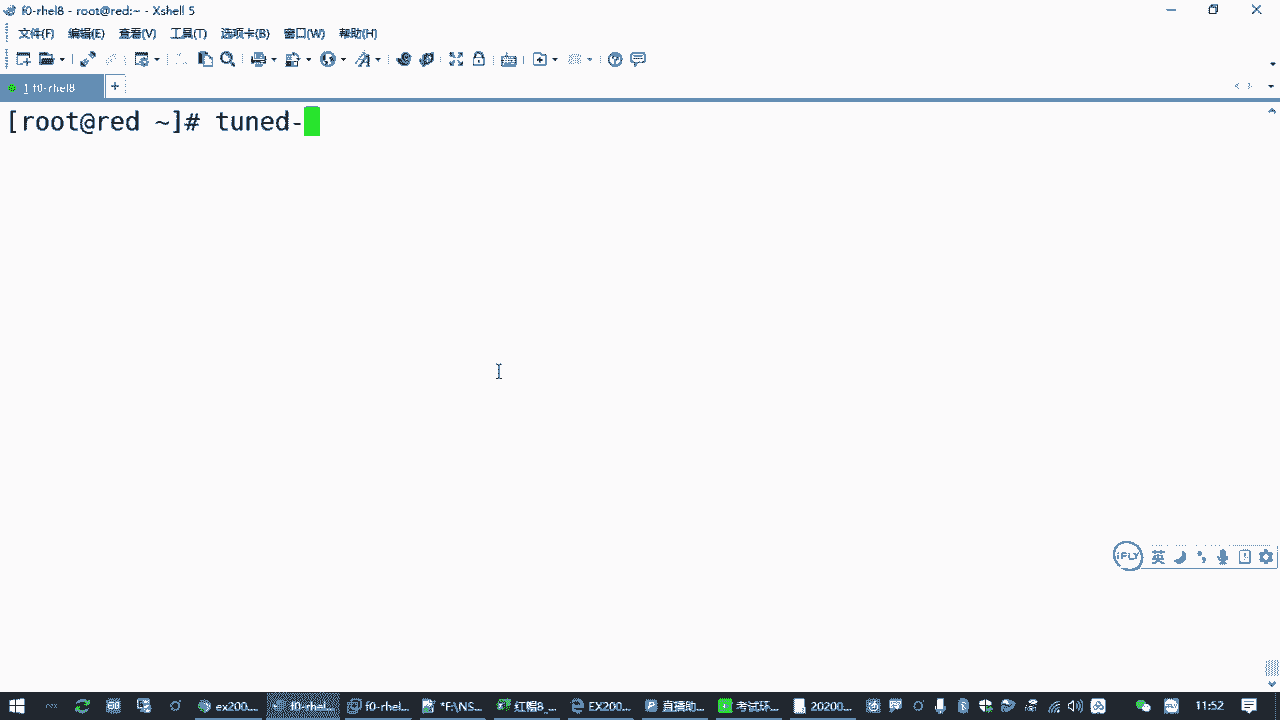 f0-rhel8 - root@red:~ - Xshell 5
文件(F) 编辑(E) 查看(V) 工具(T) 选项卡(B) 窗口(W) 帮助(H)
1 f0-rhel8
[root@red ~]# tuned-
iFLY 英
ex200... f0-rhel... f0-rhel... *F:\NS... 红帽8_... EX200... 直播助... 考试环... 20200... 11:52